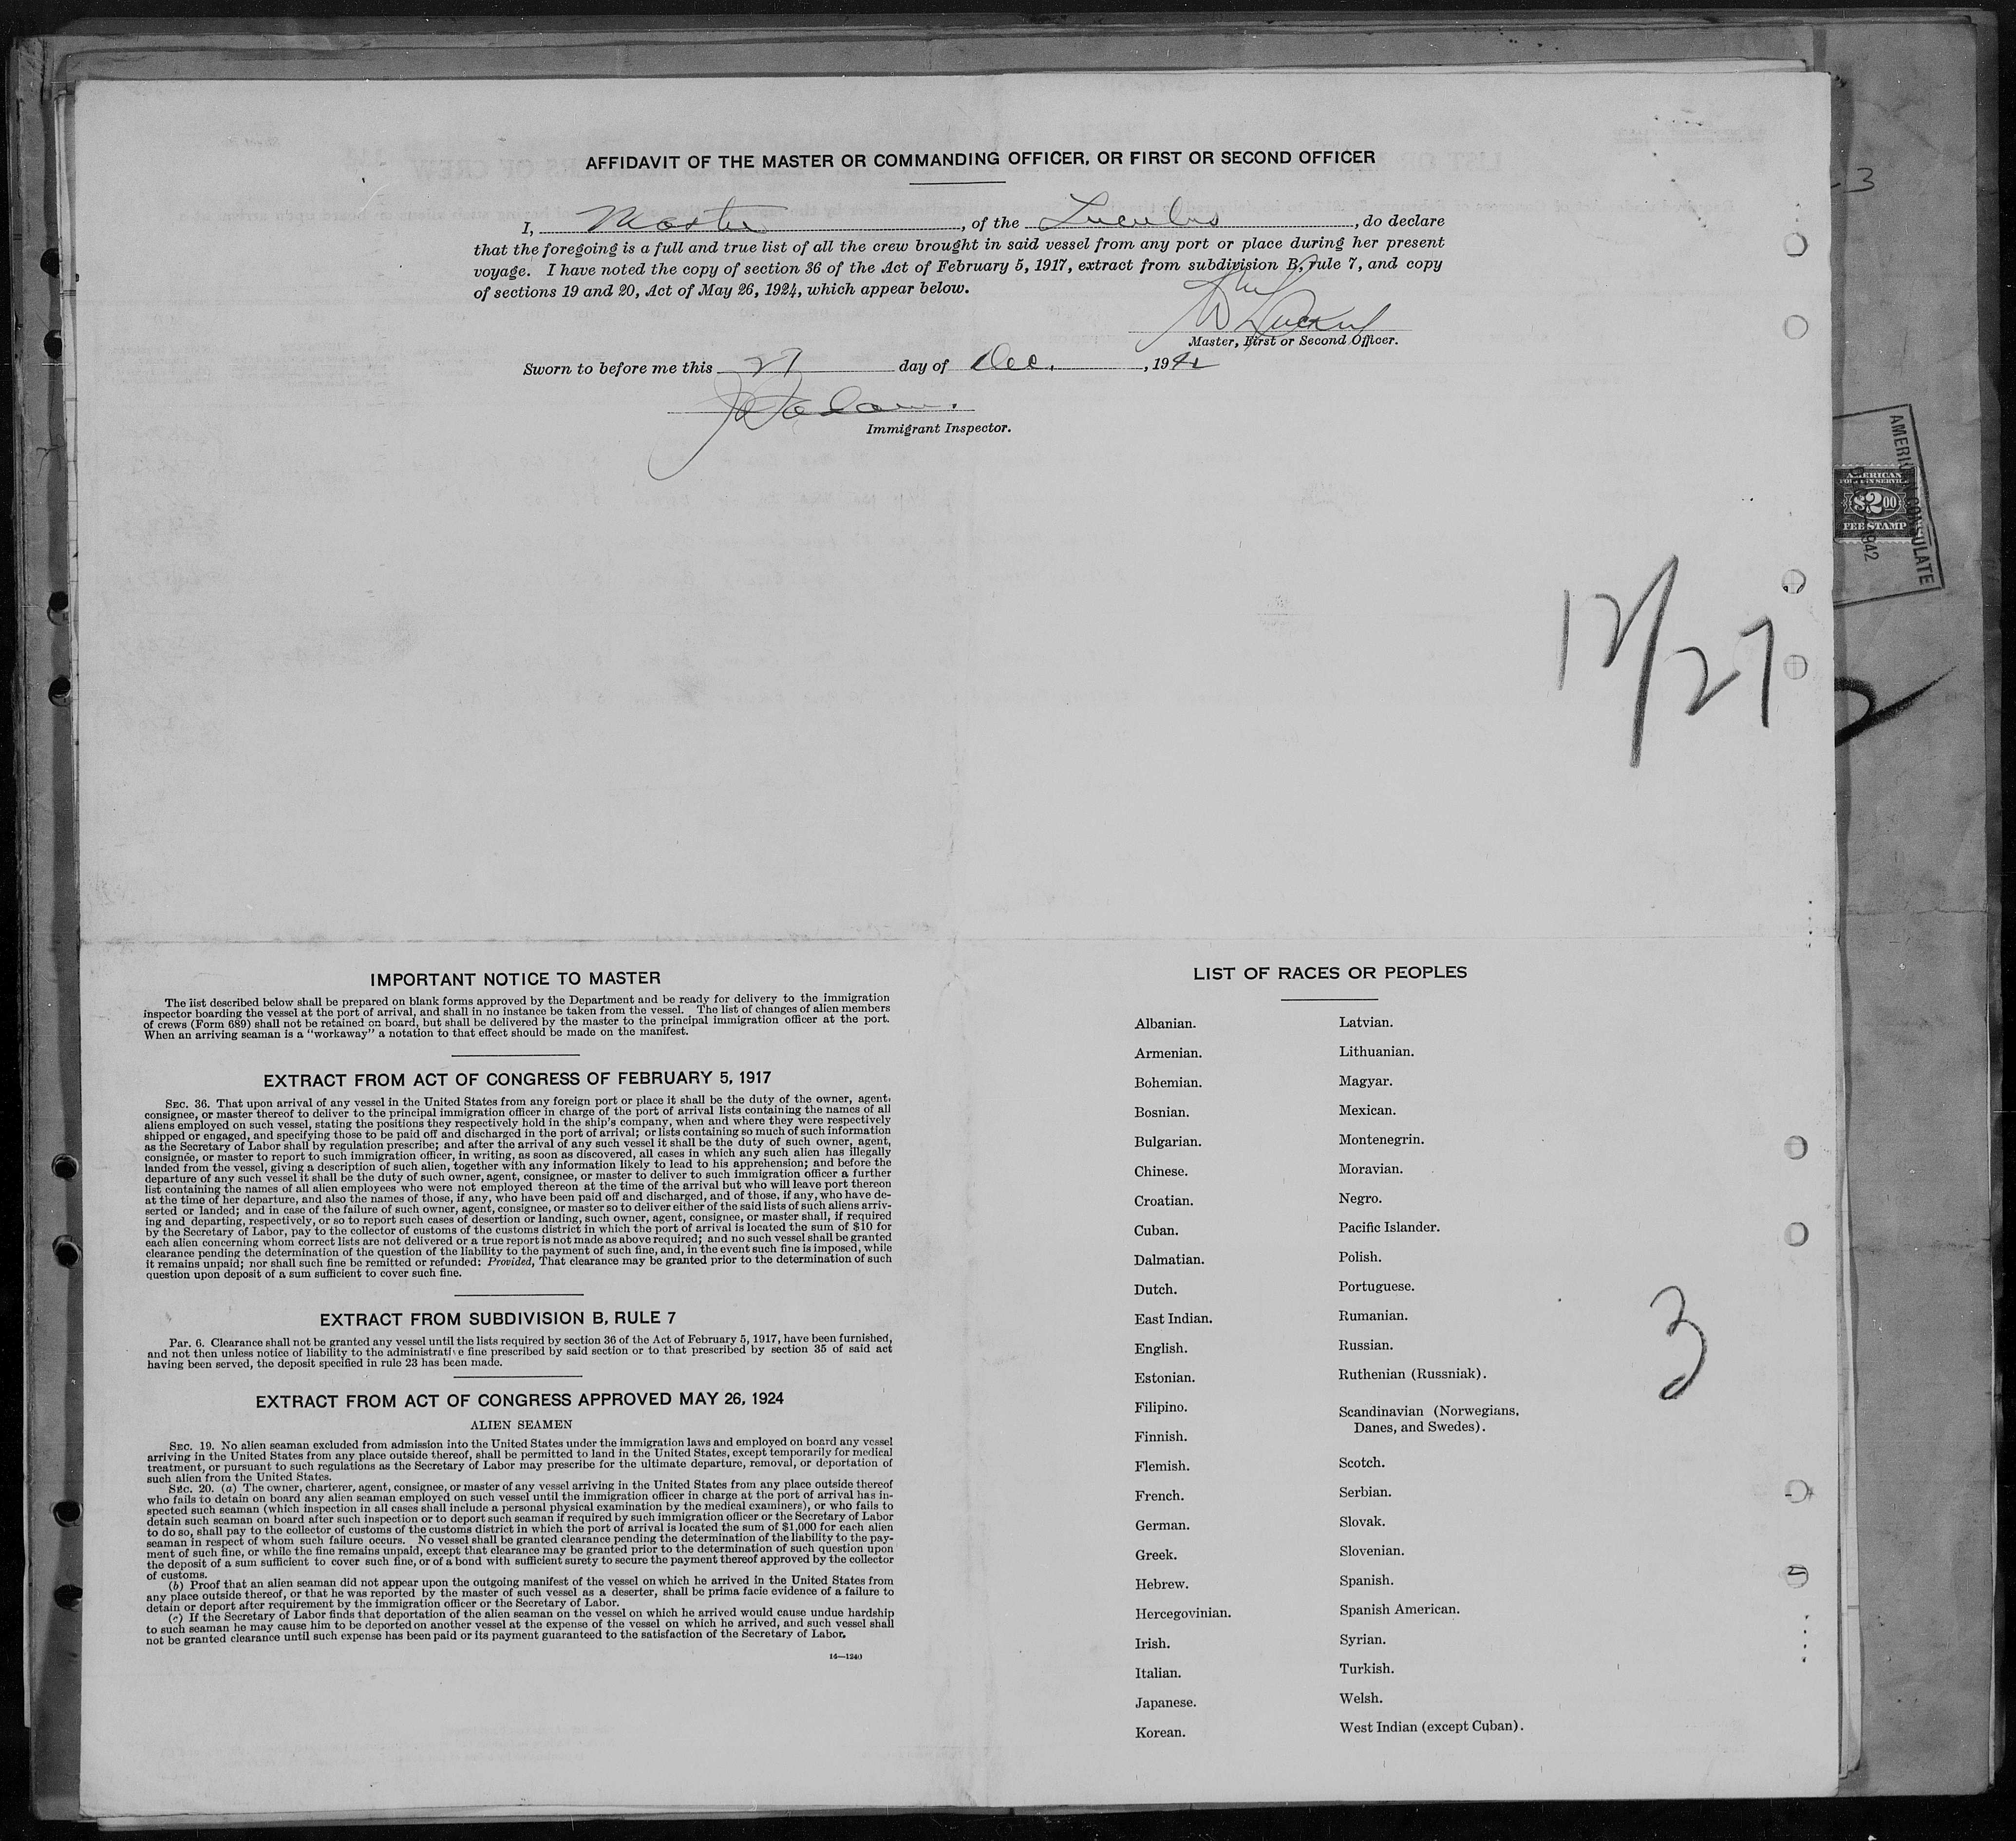 AFFIDAVIT OF THE MASTER OR COMMANDING OFFICER, OR FIRST OR SECOND OFFICER
I, Master, of the Lucullus, do declare
that the foregoing is a full and true list of all the crew brought in said vessel from any port or place during her present
voyage. I have noted the copy of section 36 of the Act of February 5, 1917, extract from subdivision B, rule 7, and copy
of sections 19 and 20, Act of May 26, 1924, which appear below.
Master, First or Second Officer.
Sworn to before me this 27 day of Dec., 1942
Immigrant Inspector.
3
AMERICAN CONSULATE
AMERICAN
FOREIGN SERVICE
$2.00
FEE STAMP
1942
12/27
IMPORTANT NOTICE TO MASTER
The list described below shall be prepared on blank forms approved by the Department and be ready for delivery to the immigration
inspector boarding the vessel at the port of arrival, and shall in no instance be taken from the vessel. The list of changes of alien members
of crews (Form 689) shall not be retained on board, but shall be delivered by the master to the principal immigration officer at the port.
When an arriving seaman is a "workaway" a notation to that effect should be made on the manifest.
EXTRACT FROM ACT OF CONGRESS OF FEBRUARY 5, 1917
SEC. 36. That upon arrival of any vessel in the United States from any foreign port or place it shall be the duty of the owner, agent,
consignee, or master thereof to deliver to the principal immigration officer in charge of the port of arrival lists containing the names of all
aliens employed on such vessel, stating the positions they respectively hold in the ship's company, when and where they were respectively
shipped or engaged, and specifying those to be paid off and discharged in the port of arrival; or lists containing so much of such information
as the Secretary of Labor shall by regulation prescribe; and after the arrival of any such vessel it shall be the duty of such owner, agent,
consignee, or master to report to such immigration officer, in writing, as soon as discovered, all cases in which any such alien has illegally
landed from the vessel, giving a description of such alien, together with any information likely to lead to his apprehension; and before the
departure of any such vessel it shall be the duty of such owner, agent, consignee, or master to deliver to such immigration officer a further
list containing the names of all alien employees who were not employed thereon at the time of the arrival but who will leave port thereon
at the time of her departure, and also the names of those, if any, who have been paid off and discharged, and of those, if any, who have de-
serted or landed; and in case of the failure of such owner, agent, consignee, or master so to deliver either of the said lists of such aliens arriv-
ing and departing, respectively, or so to report such cases of desertion or landing, such owner, agent, consignee, or master shall, if required
by the Secretary of Labor, pay to the collector of customs of the customs district in which the port of arrival is located the sum of $10 for
each alien concerning whom correct lists are not delivered or a true report is not made as above required; and no such vessel shall be granted
clearance pending the determination of the question of the liability to the payment of such fine, and, in the event such fine is imposed, while
it remains unpaid; nor shall such fine be remitted or refunded: Provided, That clearance may be granted prior to the determination of such
question upon deposit of a sum sufficient to cover such fine.
EXTRACT FROM SUBDIVISION B, RULE 7
Par. 6. Clearance shall not be granted any vessel until the lists required by section 36 of the Act of February 5, 1917, have been furnished,
and not then unless notice of liability to the administrative fine prescribed by said section or to that prescribed by section 35 of said act
having been served, the deposit specified in rule 23 has been made.
EXTRACT FROM ACT OF CONGRESS APPROVED MAY 26, 1924
ALIEN SEAMEN
SEC. 19. No alien seaman excluded from admission into the United States under the immigration laws and employed on board any vessel
arriving in the United States from any place outside thereof, shall be permitted to land in the United States, except temporarily for medical
treatment, or pursuant to such regulations as the Secretary of Labor may prescribe for the ultimate departure, removal, or deportation of
such alien from the United States.
SEC. 20. (a) The owner, charterer, agent, consignee, or master of any vessel arriving in the United States from any place outside thereof
who fails to detain on board any alien seaman employed on such vessel until the immigration officer in charge at the port of arrival has in-
spected such seaman (which inspection in all cases shall include a personal physical examination by the medical examiners), or who fails to
detain such seaman on board after such inspection or to deport such seaman if required by such immigration officer or the Secretary of Labor
to do so, shall pay to the collector of customs of the customs district in which the port of arrival is located the sum of $1,000 for each alien
seaman in respect of whom such failure occurs. No vessel shall be granted clearance pending the determination of the liability to the pay-
ment of such fine, or while the fine remains unpaid, except that clearance may be granted prior to the determination of such question upon
the deposit of a sum sufficient to cover such fine, or of a bond with sufficient surety to secure the payment thereof approved by the collector
of customs.
(b) Proof that an alien seaman did not appear upon the outgoing manifest of the vessel on which he arrived in the United States from
any place outside thereof, or that he was reported by the master of such vessel as a deserter, shall be prima facie evidence of a failure to
detain or deport after requirement by the immigration officer or the Secretary of Labor.
(c) If the Secretary of Labor finds that deportation of the alien seaman on the vessel on which he arrived would cause undue hardship
to such seaman he may cause him to be deported on another vessel at the expense of the vessel on which he arrived, and such vessel shall
not be granted clearance until such expense has been paid or its payment guaranteed to the satisfaction of the Secretary of Labor.
14—1240
LIST OF RACES OR PEOPLES
Albanian.
Armenian.
Bohemian.
Bosnian.
Bulgarian.
Chinese.
Croatian.
Cuban.
Dalmatian.
Dutch.
East Indian.
English.
Estonian.
Filipino.
Finnish.
Flemish.
French.
German.
Greek.
Hebrew.
Hercegovinian.
Irish.
Italian.
Japanese.
Korean.
Latvian.
Lithuanian.
Magyar.
Mexican.
Montenegrin.
Moravian.
Negro.
Pacific Islander.
Polish.
Portuguese.
Rumanian.
Russian.
Ruthenian (Russniak).
Scandinavian (Norwegians,
Danes, and Swedes).
Scotch.
Serbian.
Slovak.
Slovenian.
Spanish.
Spanish American.
Syrian.
Turkish.
Welsh.
West Indian (except Cuban).
3